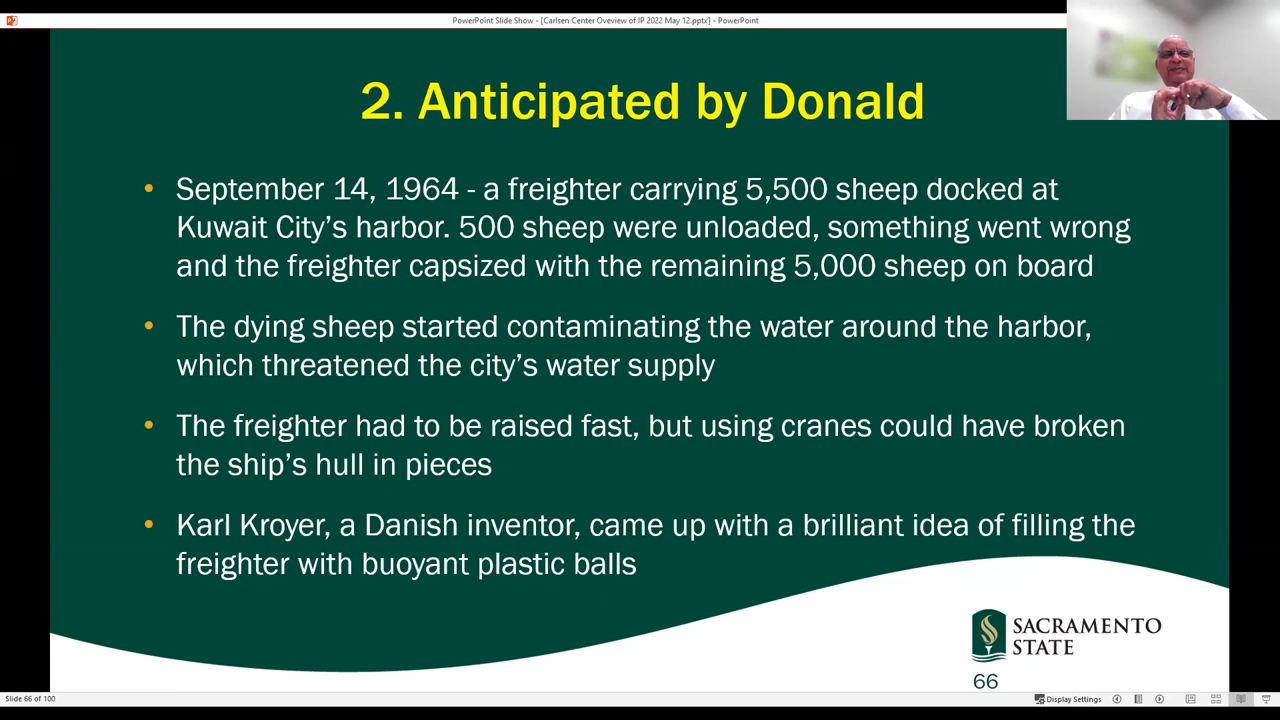 PowerPoint Slide Show - [Carlsen Center Oveview of IP 2022 May 12.pptx] - PowerPoint
2. Anticipated by Donald
• September 14, 1964 - a freighter carrying 5,500 sheep docked at
Kuwait City’s harbor. 500 sheep were unloaded, something went wrong
and the freighter capsized with the remaining 5,000 sheep on board
• The dying sheep started contaminating the water around the harbor,
which threatened the city’s water supply
• The freighter had to be raised fast, but using cranes could have broken
the ship’s hull in pieces
• Karl Kroyer, a Danish inventor, came up with a brilliant idea of filling the
freighter with buoyant plastic balls
SACRAMENTO
STATE
66
Slide 66 of 100
Display Settings